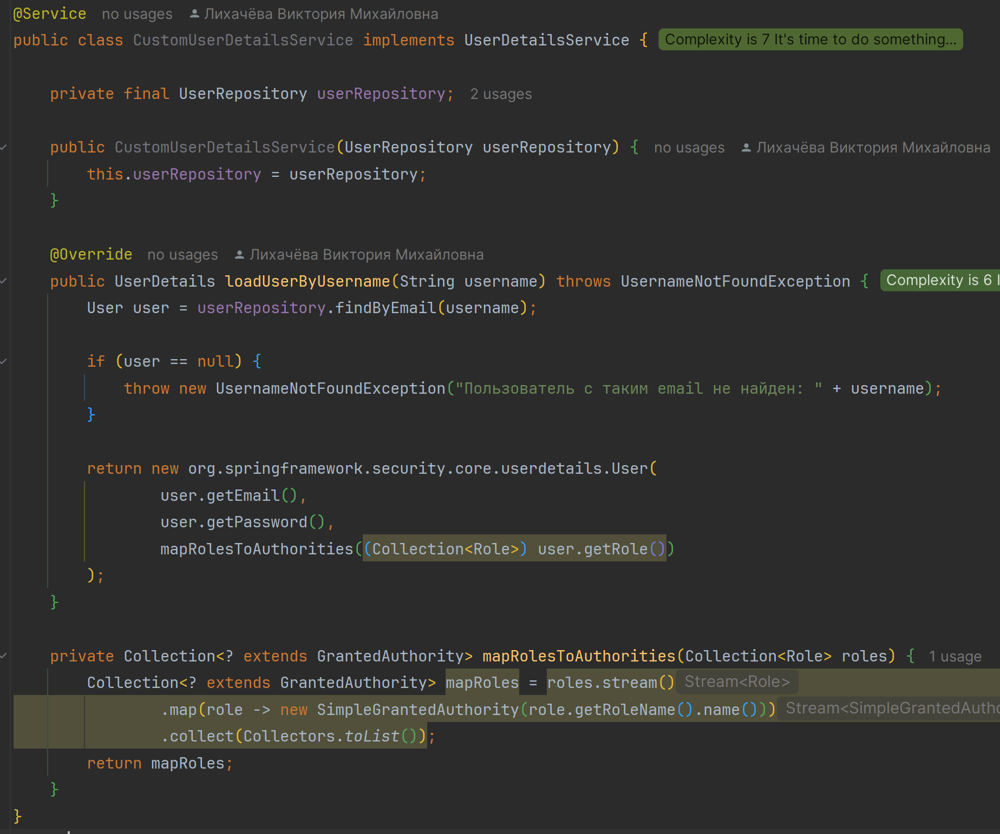 @Service no usages Лихачёва Виктория Михайловна
public class CustomUserDetailsService implements UserDetailsService { Complexity is 7 It's time to do something...
private final UserRepository userRepository; 2 usages
public CustomUserDetailsService(UserRepository userRepository) { no usages Лихачёва Виктория Михайловна
this.userRepository = userRepository;
}
@Override no usages Лихачёва Виктория Михайловна
public UserDetails loadUserByUsername(String username) throws UsernameNotFoundException { Complexity is 6
User user = userRepository.findByEmail(username);
if (user == null) {
throw new UsernameNotFoundException("Пользователь с таким email не найден: " + username);
}
return new org.springframework.security.core.userdetails.User(
user.getEmail(),
user.getPassword(),
mapRolesToAuthorities((Collection<Role>) user.getRole())
);
}
private Collection<? extends GrantedAuthority> mapRolesToAuthorities(Collection<Role> roles) { 1 usage
Collection<? extends GrantedAuthority> mapRoles = roles.stream() Stream<Role>
.map(role -> new SimpleGrantedAuthority(role.getRoleName().name())) Stream<SimpleGrantedAutho
.collect(Collectors.toList());
return mapRoles;
}
}